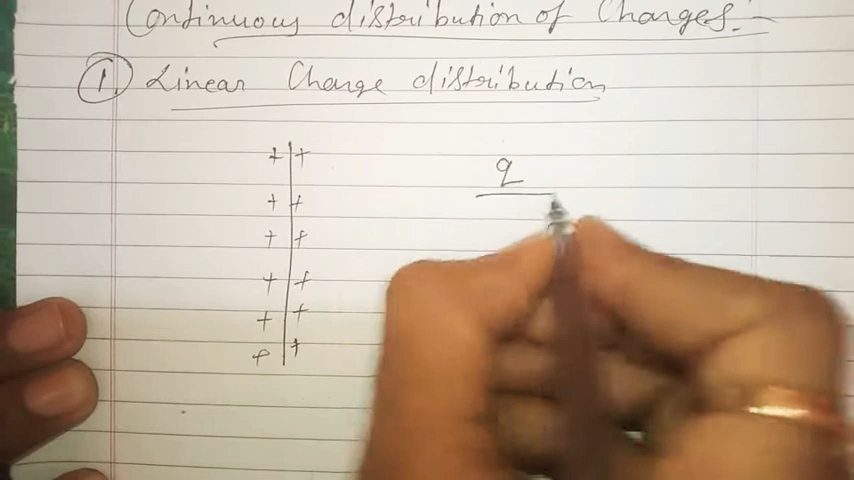 Continuous distribution of Charges.-
① Linear Charge distribution
+ +
+ + q
+ +
+ +
+ +
+ +